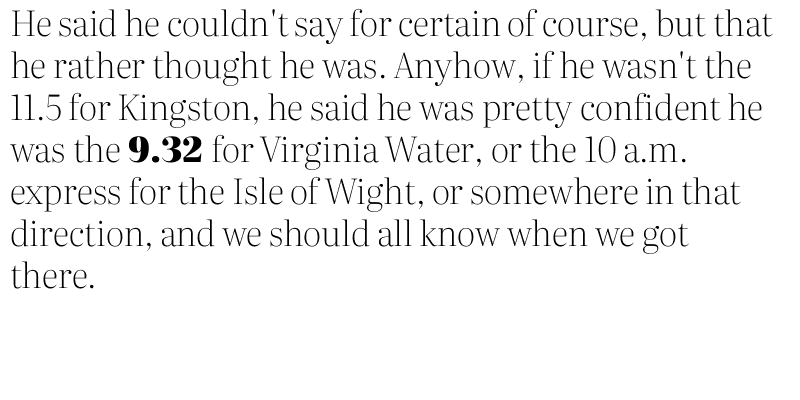 He said he couldn't say for certain of course, but that
he rather thought he was. Anyhow, if he wasn't the
11.5 for Kingston, he said he was pretty confident he
was the 9.32 for Virginia Water, or the 10 a.m.
express for the Isle of Wight, or somewhere in that
direction, and we should all know when we got
there.